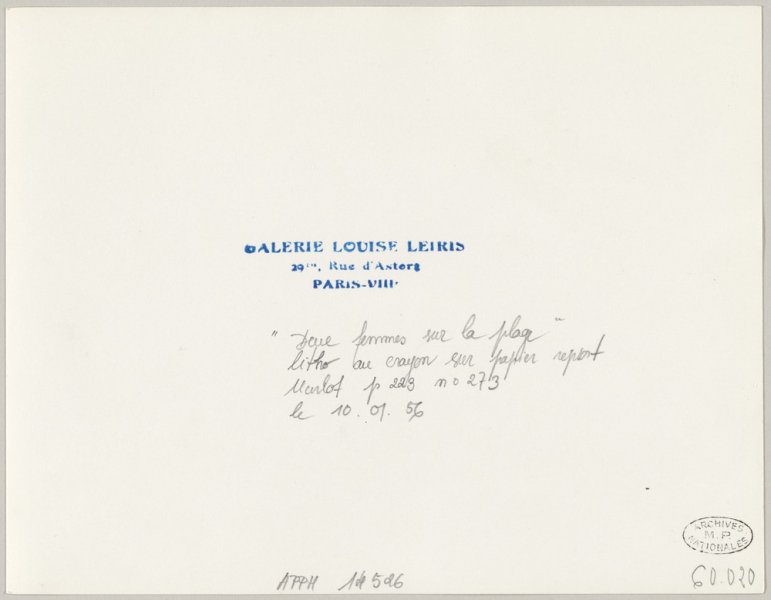 GALERIE LOUISE LEIRIS
29bis, Rue d'Astorg
PARIS-VIIIe
"Deux femmes sur la plage"
litho au crayon sur papier report
Mourlot p 223 no 273
le 10.01.56
ARCHIVES
M.P.
NATIONALES
APPH 14526
60.020